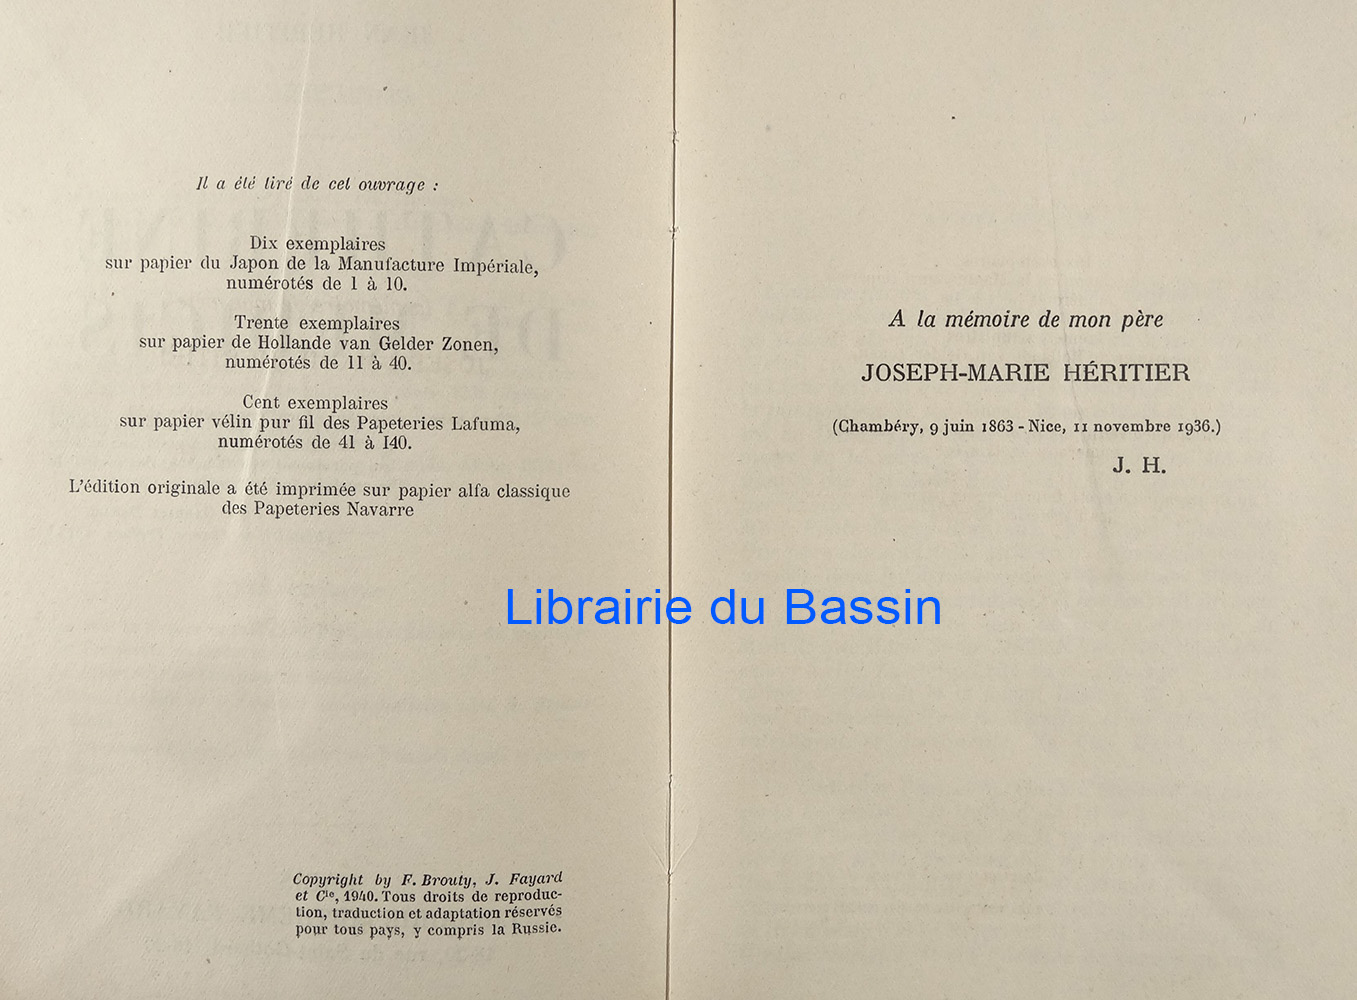 Il a été tiré de cet ouvrage :
Dix exemplaires
sur papier du Japon de la Manufacture Impériale,
numérotés de 1 à 10.
Trente exemplaires
sur papier de Hollande van Gelder Zonen,
numérotés de 11 à 40.
Cent exemplaires
sur papier vélin pur fil des Papeteries Lafuma,
numérotés de 41 à 140.
L'édition originale a été imprimée sur papier alfa classique
des Papeteries Navarre
Copyright by F. Brouty, J. Fayard
et Cie, 1940. Tous droits de reproduc-
tion, traduction et adaptation réservés
pour tous pays, y compris la Russie.
A la mémoire de mon père
JOSEPH-MARIE HÉRITIER
(Chambéry, 9 juin 1863 - Nice, 11 novembre 1936.)
J. H.
Librairie du Bassin